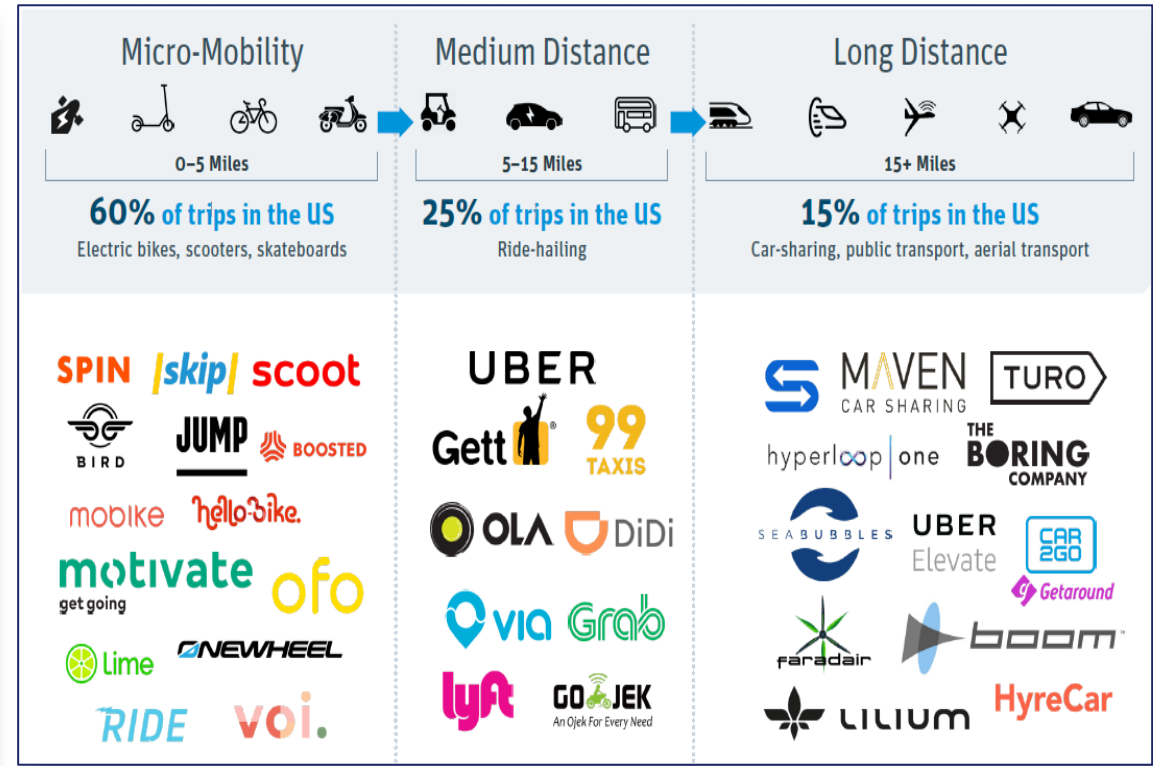 Micro-Mobility
Medium Distance
Long Distance
0–5 Miles
5–15 Miles
15+ Miles
60% of trips in the US
25% of trips in the US
15% of trips in the US
Electric bikes, scooters, skateboards
Ride-hailing
Car-sharing, public transport, aerial transport
SPIN
/skip/
scoot
BIRD
JUMP
BOOSTED
mobike
hello-bike.
motivate
get going
ofo
Lime
ONEWHEEL
RIDE
voi.
UBER
Gett®
99
TAXIS
OLA
DiDi
via
Grab
lyft
GO JEK
An Ojek For Every Need
S
MAVEN
CAR SHARING
TURO
hyperloop | one
THE
BORING
COMPANY
SEABUBBLES
UBER
Elevate
CAR
2GO
g Getaround
faradair
boom™
LILIUM
HyreCar